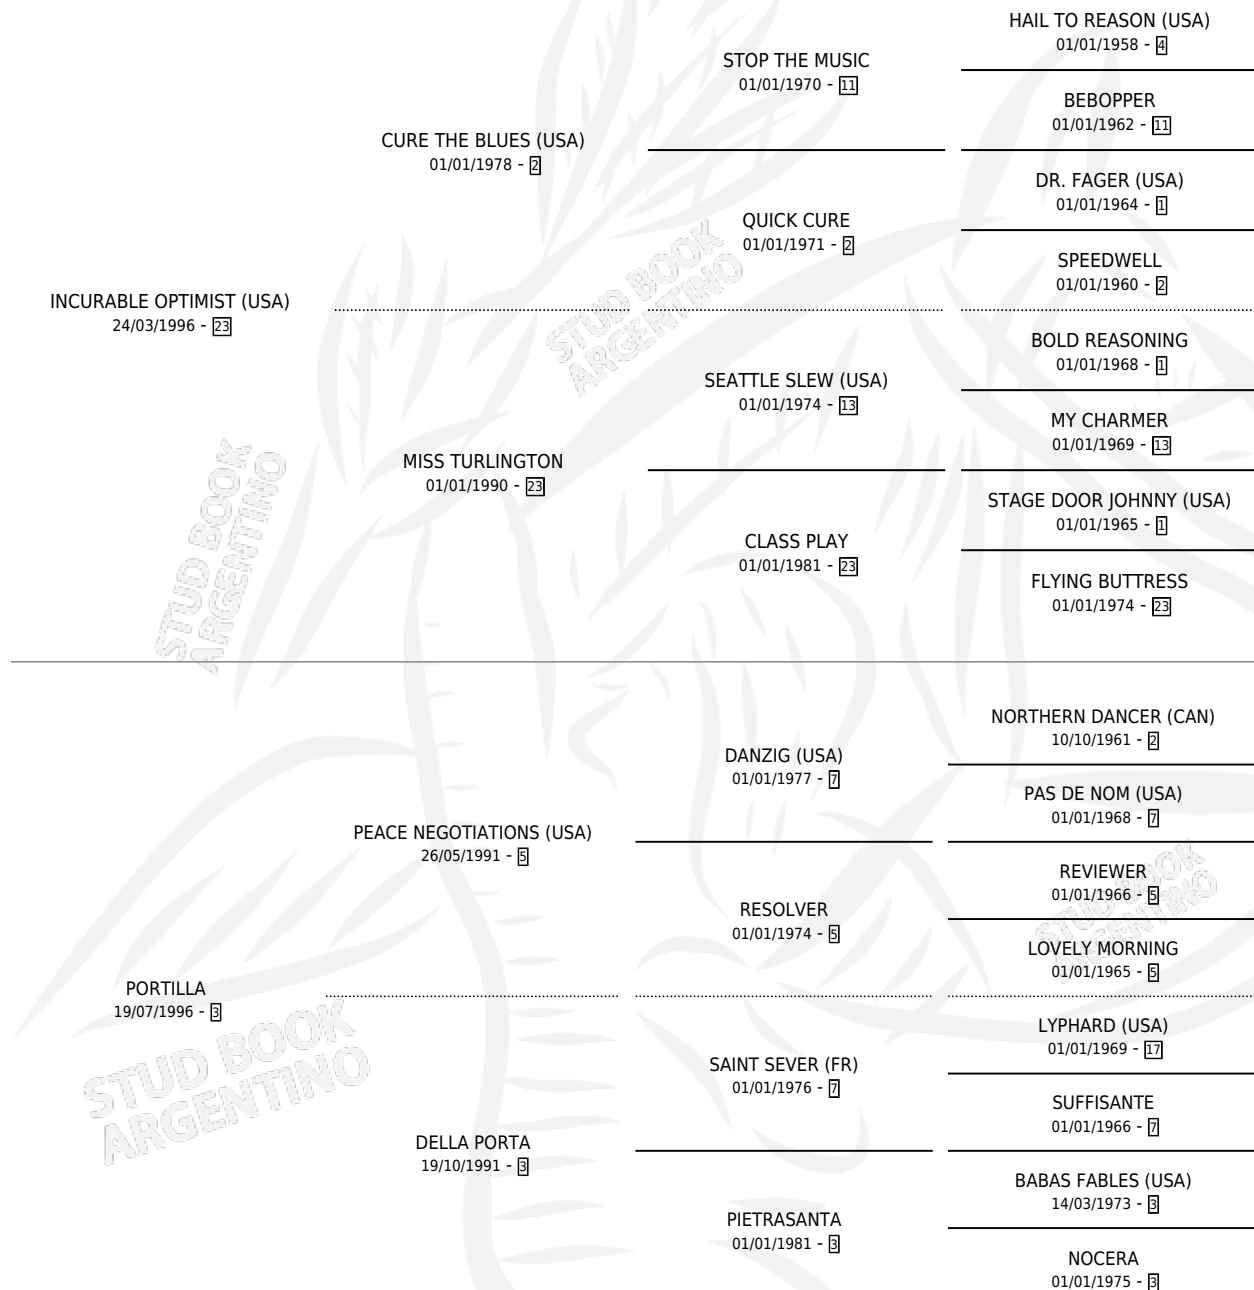 HAIL TO REASON (USA)
01/01/1958 - 4
STOP THE MUSIC
01/01/1970 - 11
BEBOPPER
01/01/1962 - 11
CURE THE BLUES (USA)
01/01/1978 - 2
DR. FAGER (USA)
01/01/1964 - 1
QUICK CURE
01/01/1971 - 2
SPEEDWELL
01/01/1960 - 2
INCURABLE OPTIMIST (USA)
24/03/1996 - 23
BOLD REASONING
01/01/1968 - 1
SEATTLE SLEW (USA)
01/01/1974 - 13
MY CHARMER
01/01/1969 - 13
MISS TURLINGTON
01/01/1990 - 23
STAGE DOOR JOHNNY (USA)
01/01/1965 - 1
CLASS PLAY
01/01/1981 - 23
FLYING BUTTRESS
01/01/1974 - 23
NORTHERN DANCER (CAN)
10/10/1961 - 2
DANZIG (USA)
01/01/1977 - 7
PAS DE NOM (USA)
01/01/1968 - 7
PEACE NEGOTIATIONS (USA)
26/05/1991 - 5
REVIEWER
01/01/1966 - 5
RESOLVER
01/01/1974 - 5
LOVELY MORNING
01/01/1965 - 5
PORTILLA
19/07/1996 - 3
LYPHARD (USA)
01/01/1969 - 17
SAINT SEVER (FR)
01/01/1976 - 7
SUFFISANTE
01/01/1966 - 7
DELLA PORTA
19/10/1991 - 3
BABAS FABLES (USA)
14/03/1973 - 3
PIETRASANTA
01/01/1981 - 3
NOCERA
01/01/1975 - 3
STUD BOOK
ARGENTINO
STUD BOOK
ARGENTINO
STUD BOOK
ARGENTINO
STUD BOOK
ARGENTINO